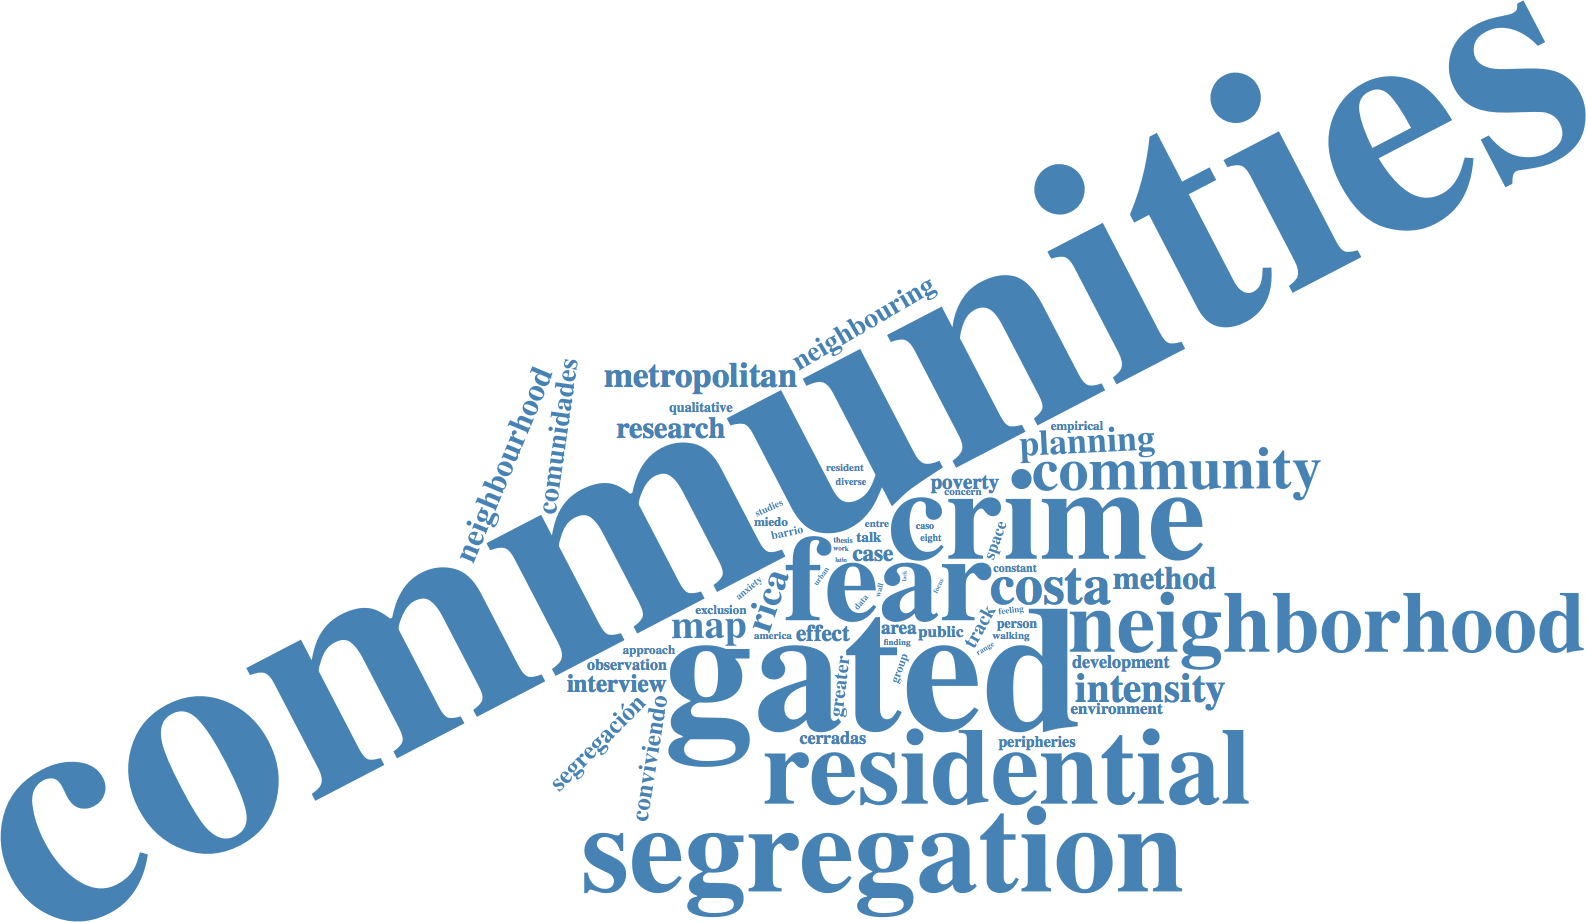 communities
neighbouring
metropolitan
neighbourhood
comunidades
qualitative
research
empirical
planning
community
resident
diverse
poverty
concern
crime
studies
miedo
barrio
entre
caso
thesis
talk
eight
work
case
space
latin
fear
urban
lack
constant
costa
method
anxiety
rica
data
wall
focus
exclusion
map
america
effect
area
public
finding
track
feeling
person
walking
range
neighborhood
approach
observation
interview
gated
greater
group
development
intensity
environment
segregación
conviviendo
cerradas
peripheries
residential
segregation